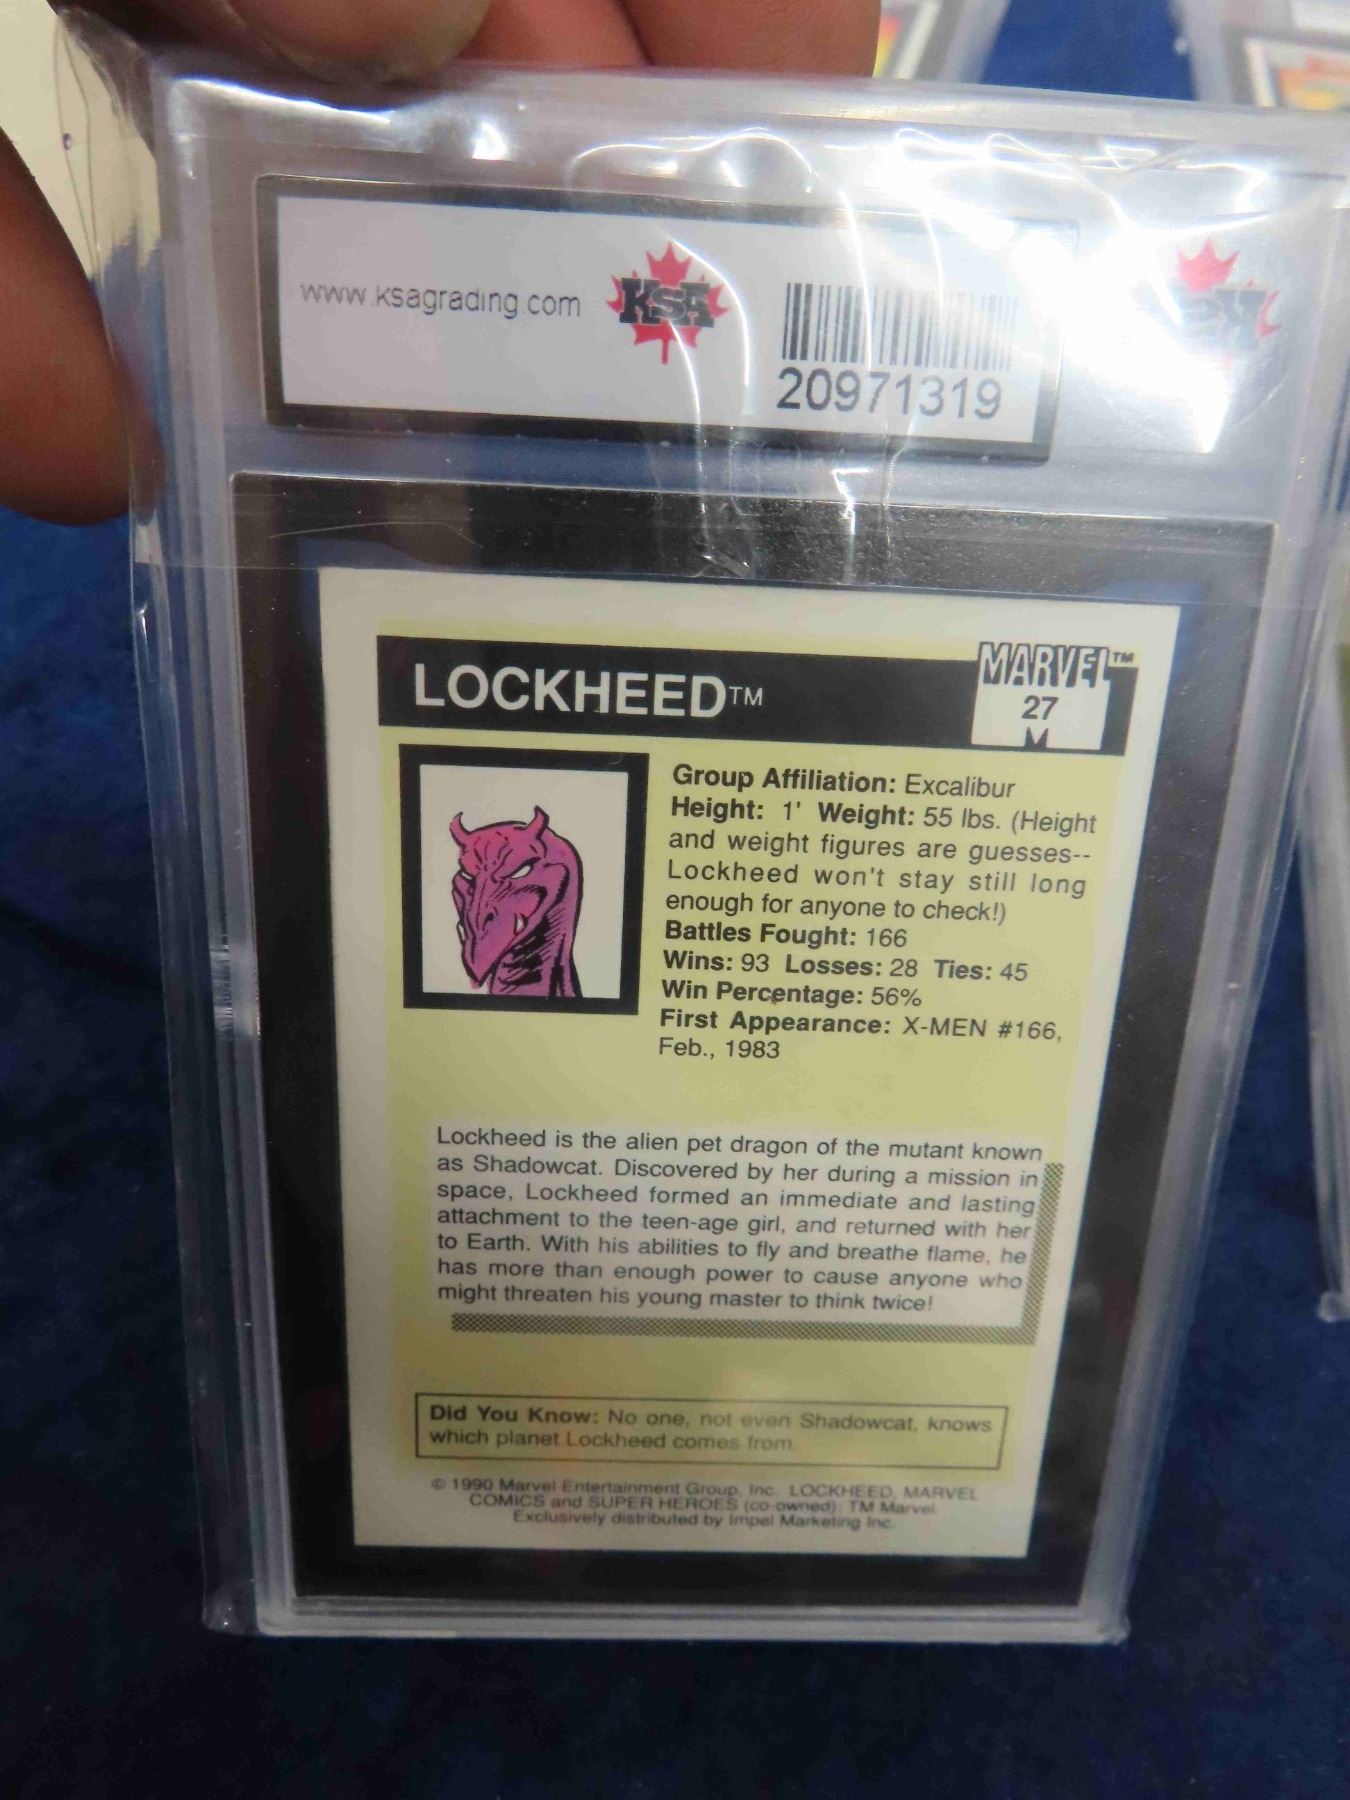 www.ksagrading.com KSA
20971319
LOCKHEED™
MARVEL™
27
Group Affiliation: Excalibur
Height: 1' Weight: 55 lbs. (Height
and weight figures are guesses--
Lockheed won't stay still long
enough for anyone to check!)
Battles Fought: 166
Wins: 93 Losses: 28 Ties: 45
Win Percentage: 56%
First Appearance: X-MEN #166,
Feb., 1983
Lockheed is the alien pet dragon of the mutant known
as Shadowcat. Discovered by her during a mission in
space, Lockheed formed an immediate and lasting
attachment to the teen-age girl, and returned with her
to Earth. With his abilities to fly and breathe flame, he
has more than enough power to cause anyone who
might threaten his young master to think twice!
Did You Know: No one, not even Shadowcat, knows
which planet Lockheed comes from.
© 1990 Marvel Entertainment Group, Inc. LOCKHEED, MARVEL
COMICS and SUPER HEROES (co-owned): TM Marvel.
Exclusively distributed by Impel Marketing Inc.